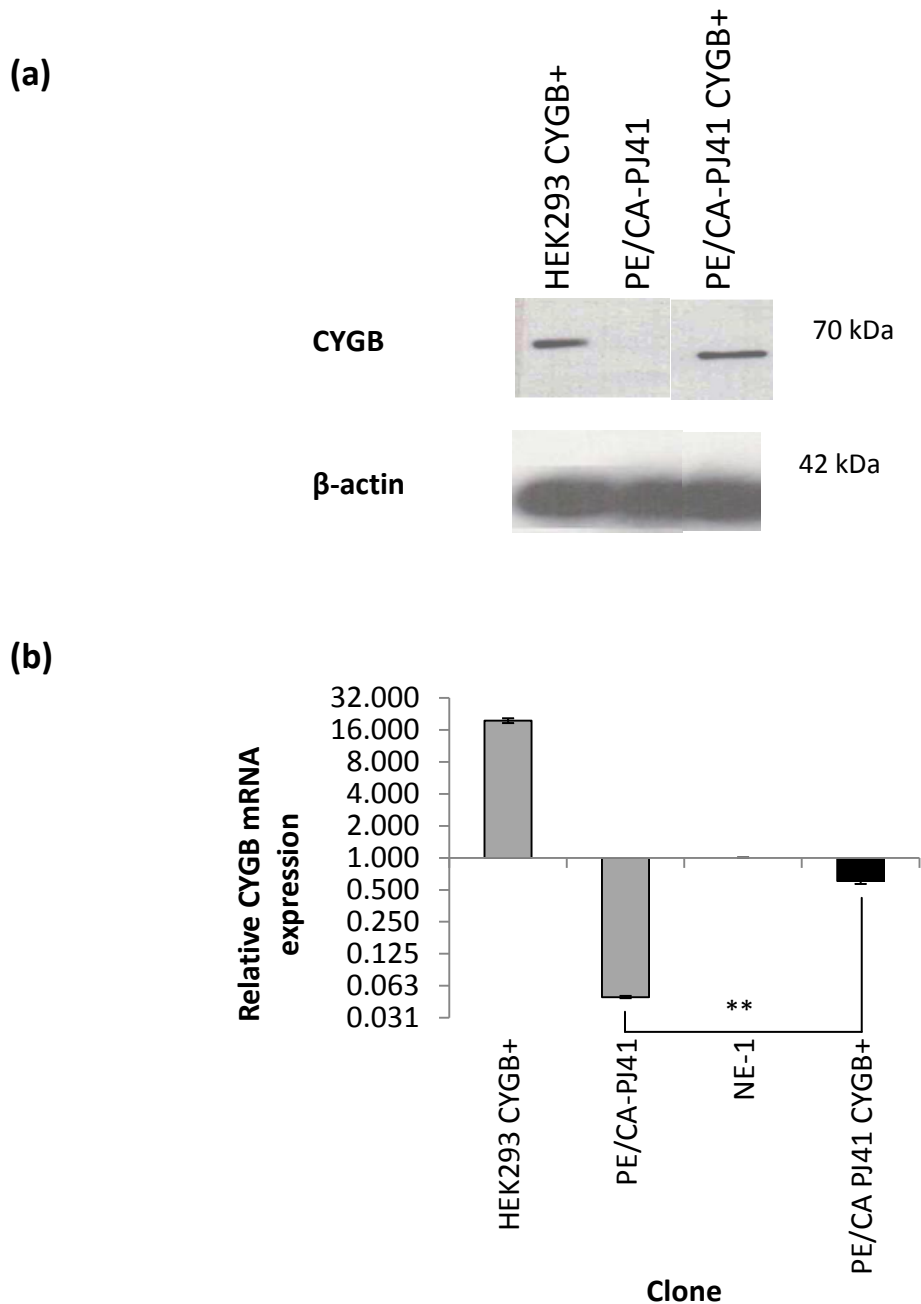 (a)
HEK293 CYGB+
PE/CA-PJ41
PE/CA-PJ41 CYGB+
CYGB
70 kDa
β-actin
42 kDa
(b)
Relative CYGB mRNA
expression
32.000
16.000
8.000
4.000
2.000
1.000
0.500
0.250
0.125
0.063
0.031
**
HEK293 CYGB+
PE/CA-PJ41
NE-1
PE/CA PJ41 CYGB+
Clone